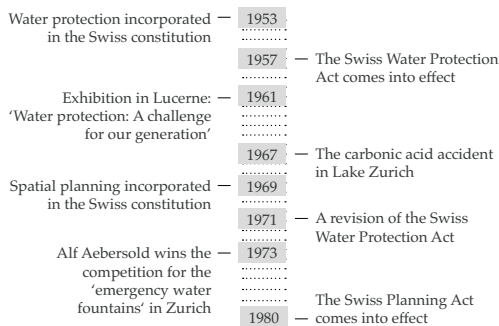 Water protection incorporated
in the Swiss constitution
1953
1957
The Swiss Water Protection
Act comes into effect
Exhibition in Lucerne:
'Water protection: A challenge
for our generation'
1961
1967
The carbonic acid accident
in Lake Zurich
Spatial planning incorporated
in the Swiss constitution
1969
1971
A revision of the Swiss
Water Protection Act
Alf Aebersold wins the
competition for the
'emergency water
fountains' in Zurich
1973
1980
The Swiss Planning Act
comes into effect